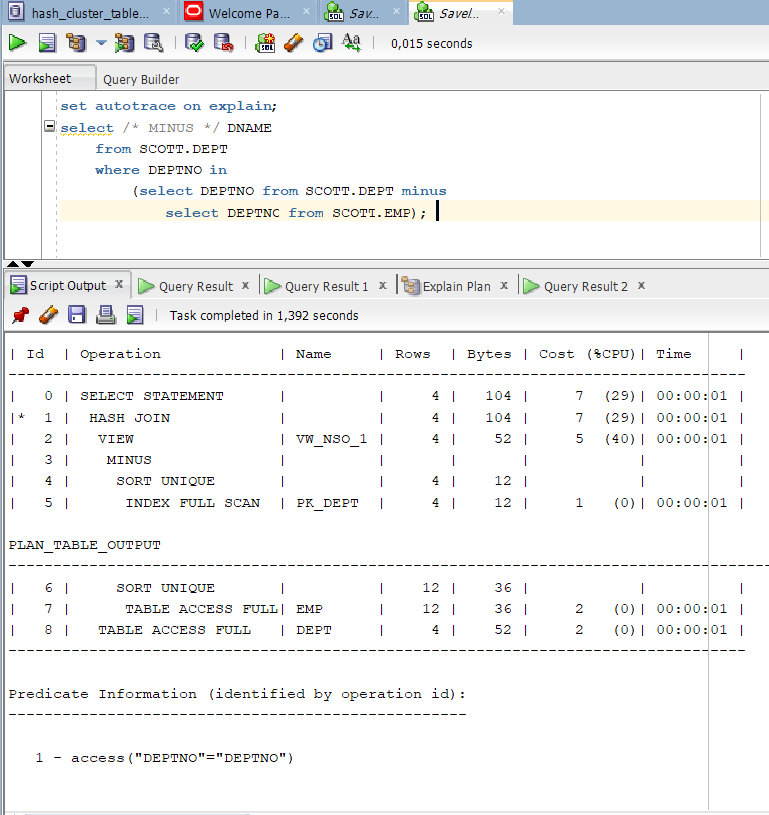 hash_cluster_table... Welcome Pa... Sav... Savel...
0,015 seconds
Worksheet Query Builder
set autotrace on explain;
select /* MINUS */ DNAME
from SCOTT.DEPT
where DEPTNO in
(select DEPTNO from SCOTT.DEPT minus
select DEPTNO from SCOTT.EMP);
Script Output x Query Result x Query Result 1 x Explain Plan x Query Result 2 x
Task completed in 1,392 seconds
| Id | Operation | Name | Rows | Bytes | Cost (%CPU)| Time |
--------------------------------------------------------------------------------
| 0 | SELECT STATEMENT | | 4 | 104 | 7 (29)| 00:00:01 |
|* 1 | HASH JOIN | | 4 | 104 | 7 (29)| 00:00:01 |
| 2 | VIEW | VW_NSO_1 | 4 | 52 | 5 (40)| 00:00:01 |
| 3 | MINUS | | | | | |
| 4 | SORT UNIQUE | | 4 | 12 | | |
| 5 | INDEX FULL SCAN | PK_DEPT | 4 | 12 | 1 (0)| 00:00:01 |
PLAN_TABLE_OUTPUT
--------------------------------------------------------------------------------
| 6 | SORT UNIQUE | | 12 | 36 | | |
| 7 | TABLE ACCESS FULL| EMP | 12 | 36 | 2 (0)| 00:00:01 |
| 8 | TABLE ACCESS FULL | DEPT | 4 | 52 | 2 (0)| 00:00:01 |
--------------------------------------------------------------------------------
Predicate Information (identified by operation id):
---------------------------------------------------
1 - access("DEPTNO"="DEPTNO")